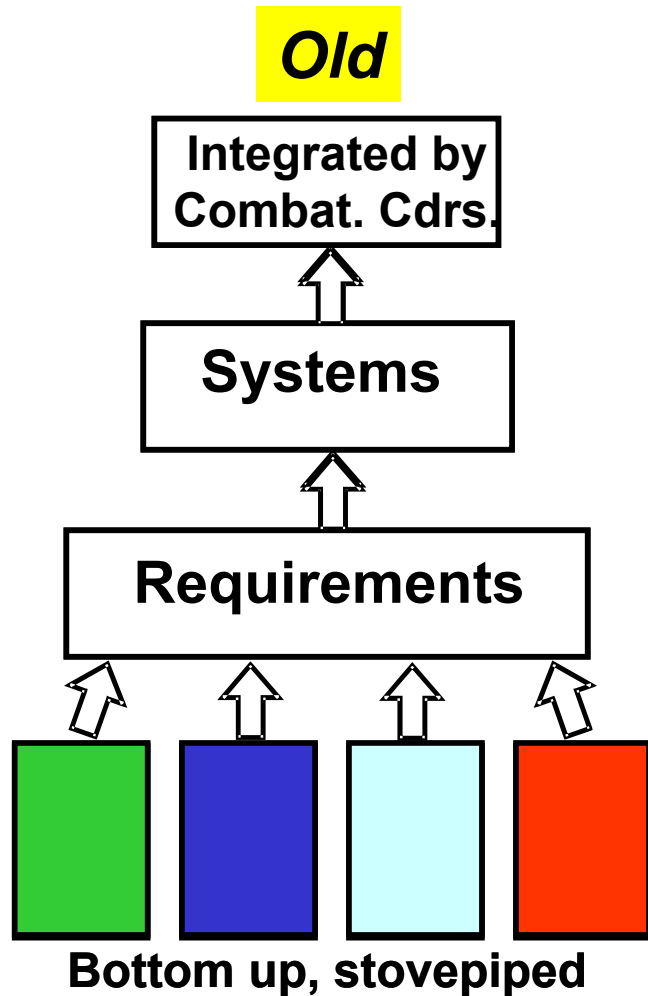 Old
Integrated by
Combat. Cdrs.
Systems
Requirements
Bottom up, stovepiped